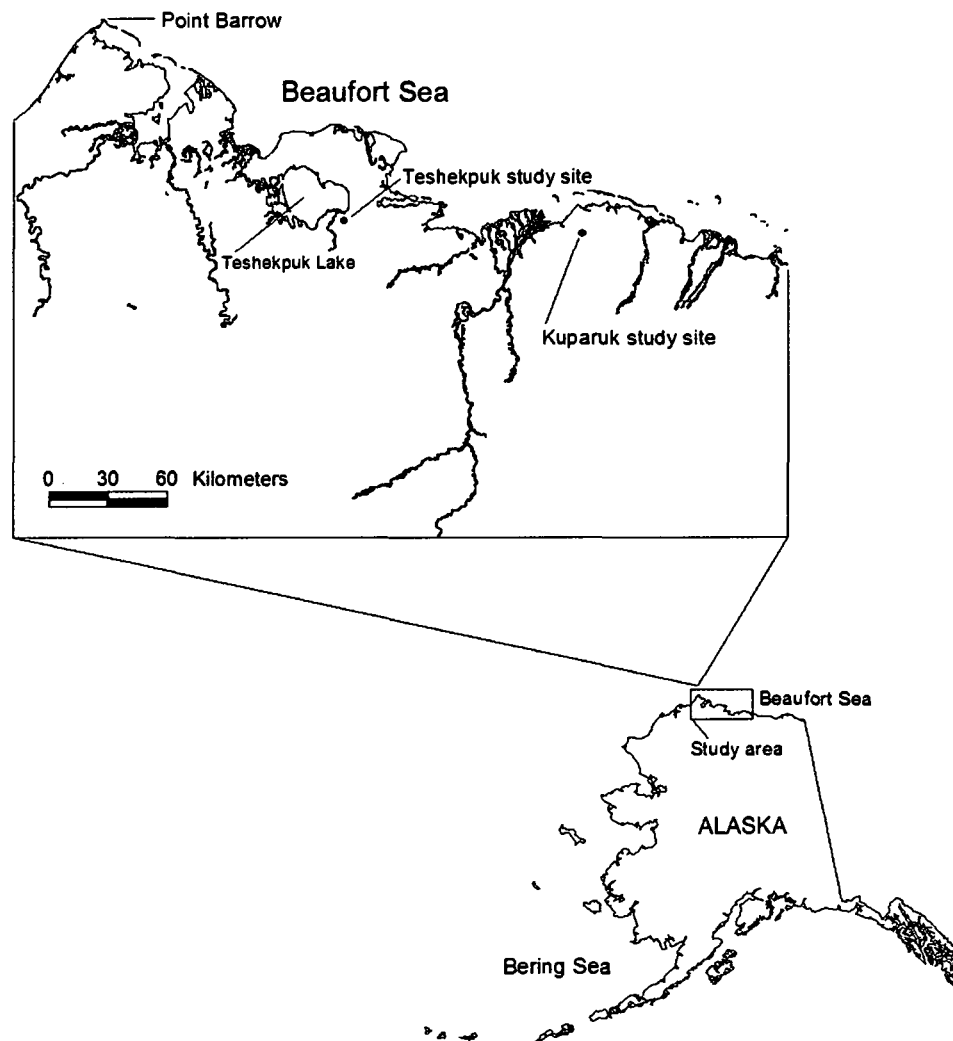 Point Barrow
Beaufort Sea
Teshekpuk study site
Teshekpuk Lake
Kuparuk study site
0 30 60 Kilometers
Beaufort Sea
Study area
ALASKA
Bering Sea